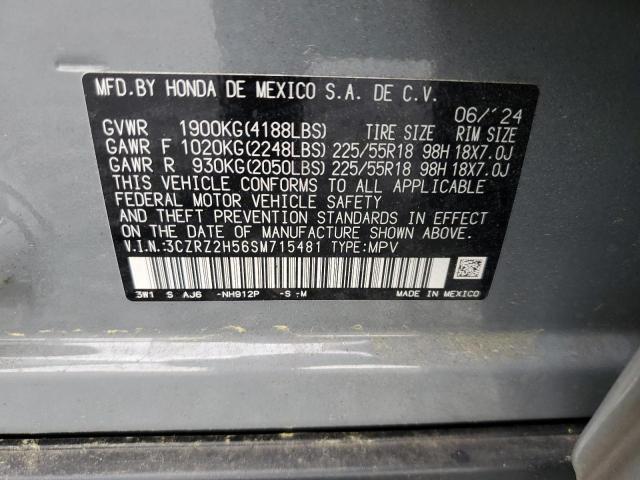 MFD.BY HONDA DE MEXICO S.A. DE C.V.
06/'24
GVWR 1900KG(4188LBS) TIRE SIZE RIM SIZE
GAWR F 1020KG(2248LBS) 225/55R18 98H 18X7.0J
GAWR R 930KG(2050LBS) 225/55R18 98H 18X7.0J
THIS VEHICLE CONFORMS TO ALL APPLICABLE
FEDERAL MOTOR VEHICLE SAFETY
AND THEFT PREVENTION STANDARDS IN EFFECT
ON THE DATE OF MANUFACTURE SHOWN ABOVE.
V.I.N.:3CZRZ2H56SM715481 TYPE:MPV
3W1 S AJ6 -NH912P -S -M MADE IN MEXICO